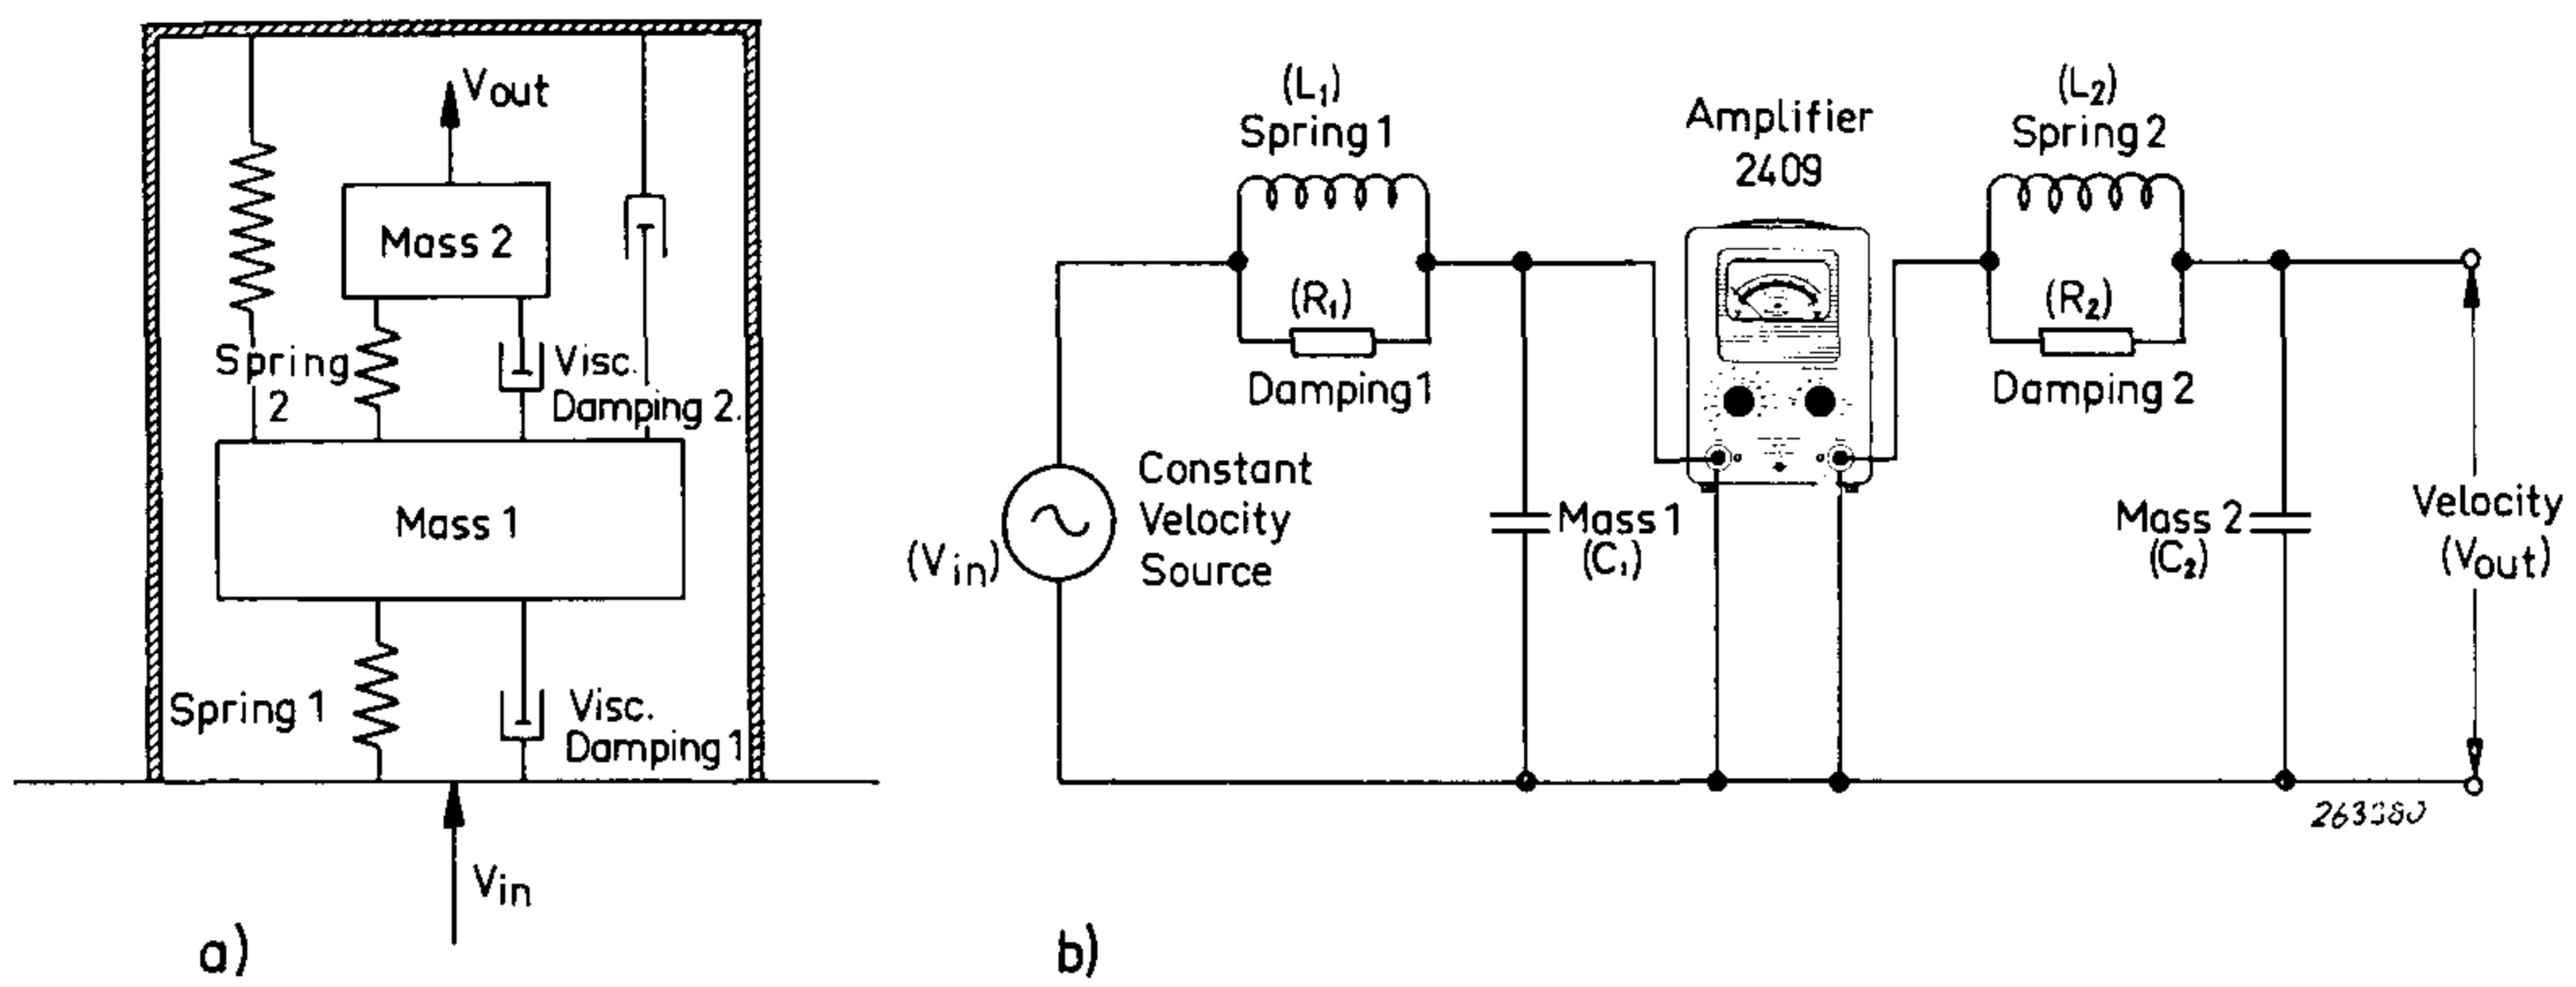 Vout
Mass 2
Spring
2
Visc.
Damping 2.
Mass 1
Spring 1
Visc.
Damping 1
Vin
a)
(L₁)
Spring 1
(R₁)
Damping 1
Amplifier
2409
(L₂)
Spring 2
(R₂)
Damping 2
Constant
Velocity
Source
(Vin)
Mass 1
(C₁)
Mass 2
(C₂)
Velocity
(Vout)
b)